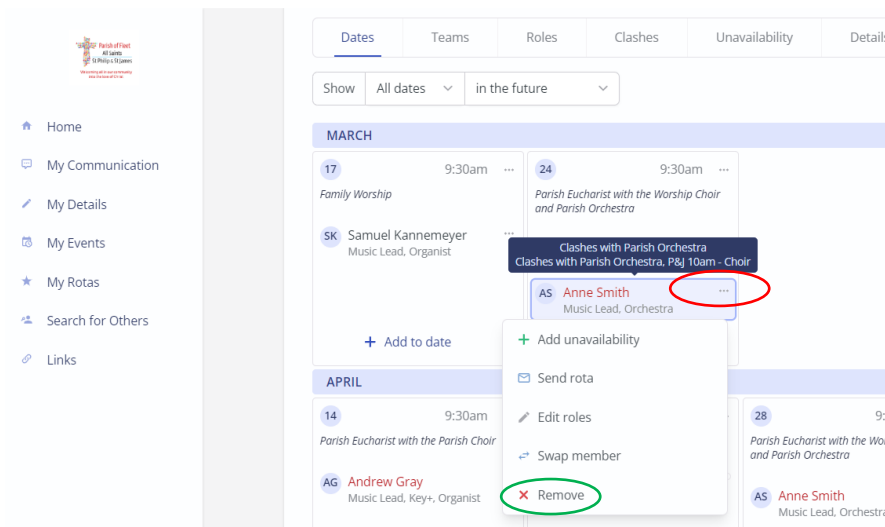 Parish of Fleet
All Saints
St Philip & St James
Home
My Communication
My Details
My Events
My Rotas
Search for Others
Links
Dates Teams Roles Clashes Unavailability Details
Show All dates in the future
MARCH
17 9:30am ...
Family Worship
SK Samuel Kannemeyer ...
Music Lead, Organist
+ Add to date
24 9:30am ...
Parish Eucharist with the Worship Choir
and Parish Orchestra
Clashes with Parish Orchestra
Clashes with Parish Orchestra, P&J 10am - Choir
AS Anne Smith ...
Music Lead, Orchestra
+ Add unavailability
Send rota
Edit roles
Swap member
× Remove
APRIL
14 9:30am
Parish Eucharist with the Parish Choir
AG Andrew Gray
Music Lead, Key+, Organist
28 9:
Parish Eucharist with the Wo
and Parish Orchestra
AS Anne Smith
Music Lead, Orchestra